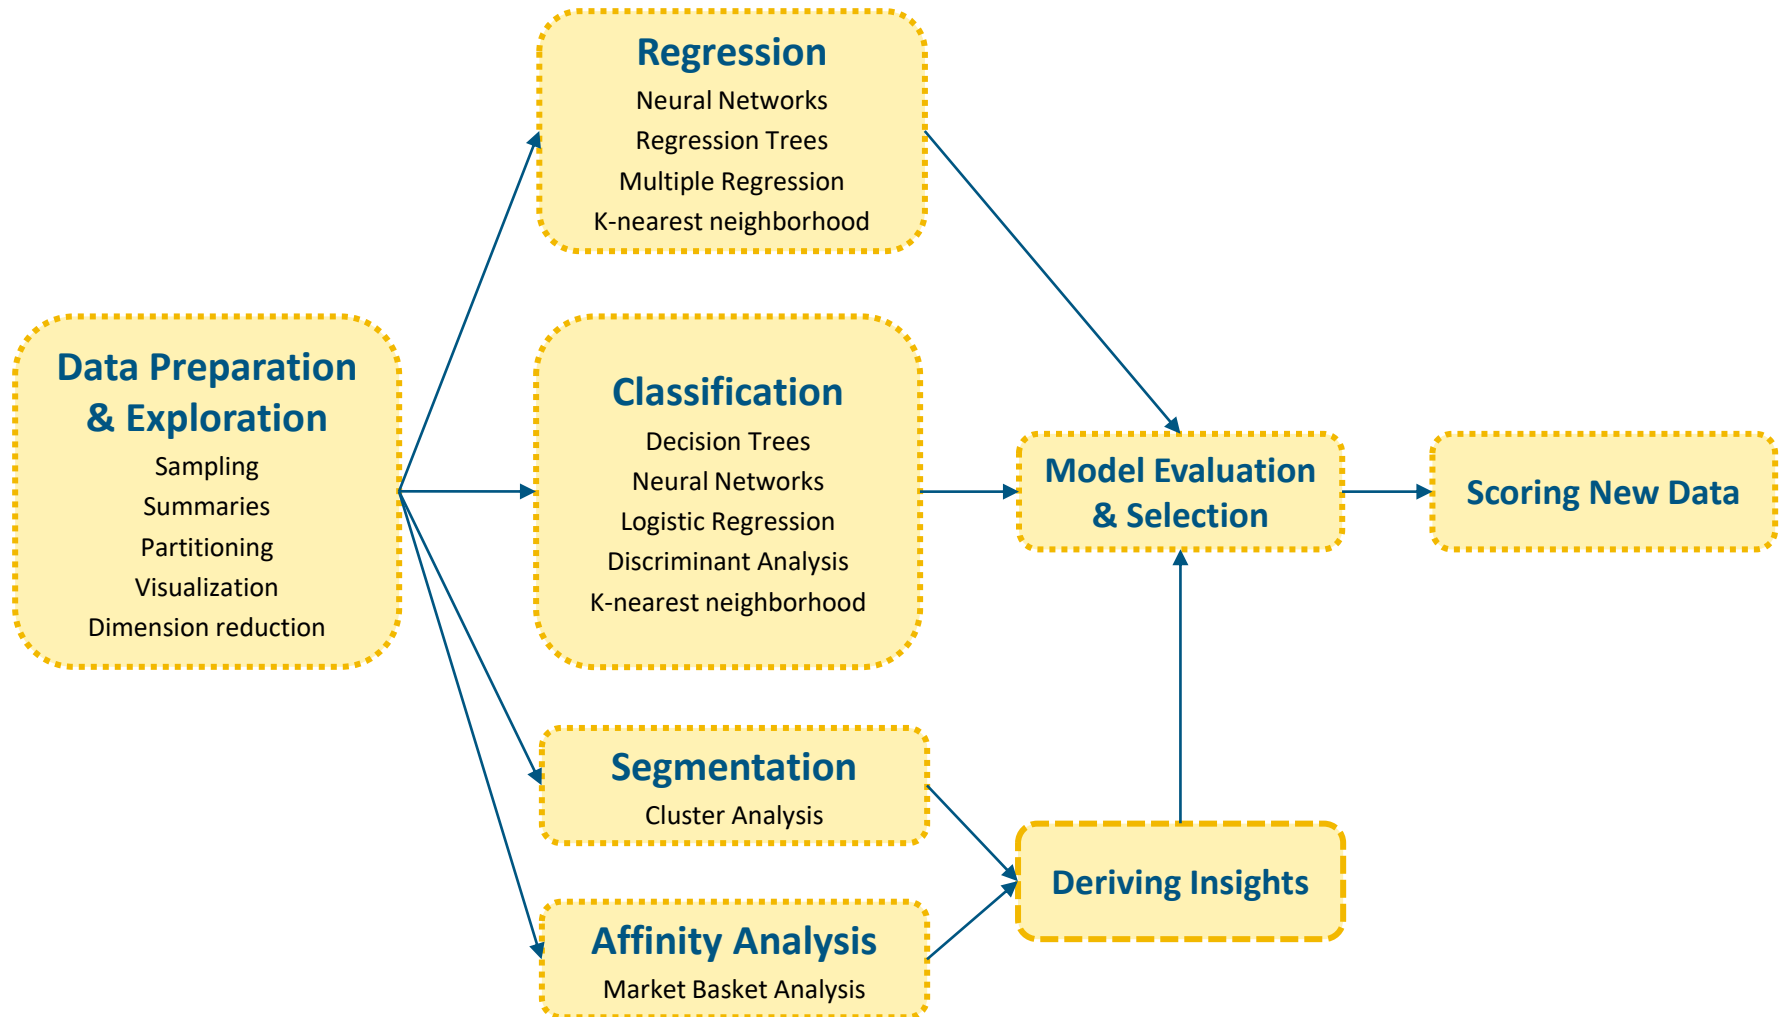 Data Preparation
& Exploration
Sampling
Summaries
Partitioning
Visualization
Dimension reduction
Regression
Neural Networks
Regression Trees
Multiple Regression
K-nearest neighborhood
Classification
Decision Trees
Neural Networks
Logistic Regression
Discriminant Analysis
K-nearest neighborhood
Segmentation
Cluster Analysis
Affinity Analysis
Market Basket Analysis
Deriving Insights
Model Evaluation
& Selection
Scoring New Data